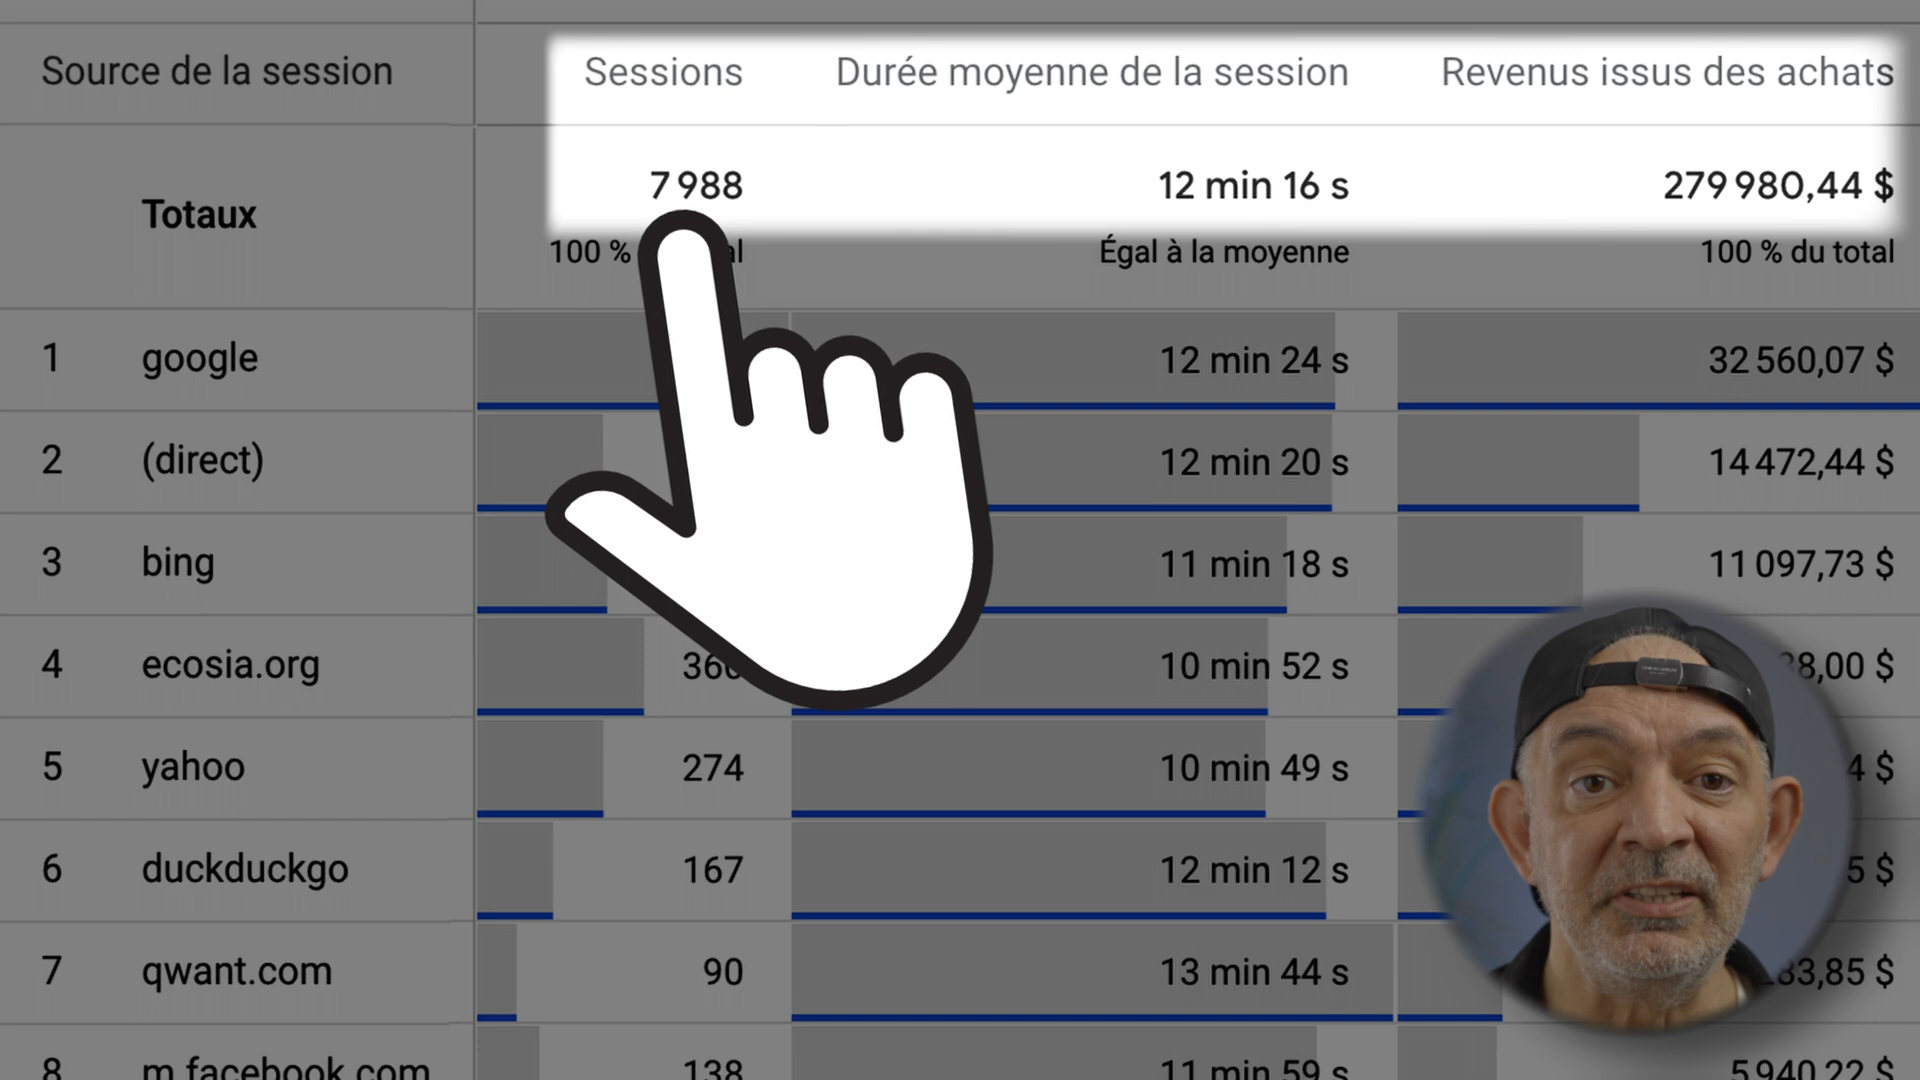 Source de la session Sessions Durée moyenne de la session Revenus issus des achats
Totaux 7 988 12 min 16 s 279 980,44 $
100 % Égal à la moyenne 100 % du total
1 google 12 min 24 s 32 560,07 $
2 (direct) 12 min 20 s 14 472,44 $
3 bing 11 min 18 s 11 097,73 $
4 ecosia.org 10 min 52 s
5 yahoo 274 10 min 49 s
6 duckduckgo 167 12 min 12 s
7 qwant.com 90 13 min 44 s
8 m.facebook.com 138 11 min 59 s 5 940,22 $